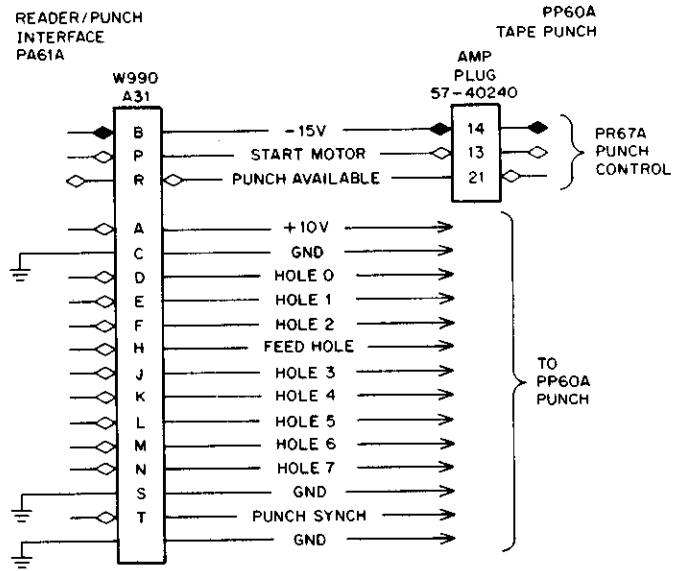 READER/PUNCH
INTERFACE
PA61A
PP60A
TAPE PUNCH
W990
A31
AMP
PLUG
57-40240
B -15V 14
P START MOTOR 13
R PUNCH AVAILABLE 21
PR67A
PUNCH
CONTROL
A +10V
C GND
D HOLE 0
E HOLE 1
F HOLE 2
H FEED HOLE
J HOLE 3
K HOLE 4
L HOLE 5
M HOLE 6
N HOLE 7
S GND
T PUNCH SYNCH
GND
TO
PP60A
PUNCH